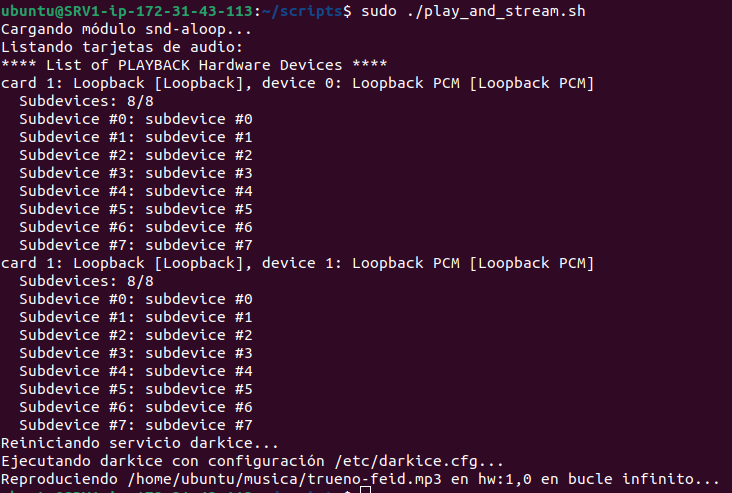 ubuntu@SRV1-ip-172-31-43-113:~/scripts$ sudo ./play_and_stream.sh
Cargando módulo snd-aloop...
Listando tarjetas de audio:
**** List of PLAYBACK Hardware Devices ****
card 1: Loopback [Loopback], device 0: Loopback PCM [Loopback PCM]
  Subdevices: 8/8
  Subdevice #0: subdevice #0
  Subdevice #1: subdevice #1
  Subdevice #2: subdevice #2
  Subdevice #3: subdevice #3
  Subdevice #4: subdevice #4
  Subdevice #5: subdevice #5
  Subdevice #6: subdevice #6
  Subdevice #7: subdevice #7
card 1: Loopback [Loopback], device 1: Loopback PCM [Loopback PCM]
  Subdevices: 8/8
  Subdevice #0: subdevice #0
  Subdevice #1: subdevice #1
  Subdevice #2: subdevice #2
  Subdevice #3: subdevice #3
  Subdevice #4: subdevice #4
  Subdevice #5: subdevice #5
  Subdevice #6: subdevice #6
  Subdevice #7: subdevice #7
Reiniciando servicio darkice...
Ejecutando darkice con configuración /etc/darkice.cfg...
Reproduciendo /home/ubuntu/musica/trueno-feid.mp3 en hw:1,0 en bucle infinito...